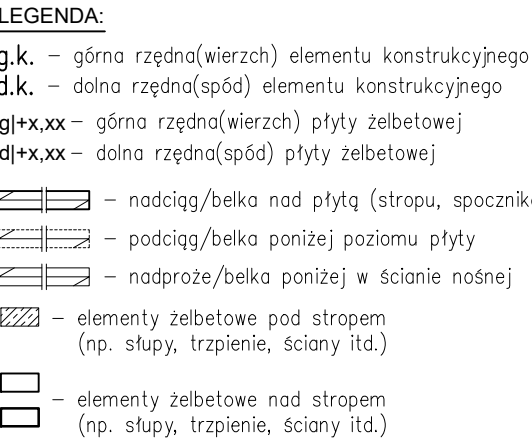 LEGENDA:
g.k. – górna rzędna(wierzch) elementu konstrukcyjnego
d.k. – dolna rzędna(spód) elementu konstrukcyjnego
g|+x,xx – górna rzędna(wierzch) płyty żelbetowej
d|+x,xx – dolna rzędna(spód) płyty żelbetowej
– nadciąg/belka nad płytą (stropu, spoczników
– podciąg/belka poniżej poziomu płyty
– nadproże/belka poniżej w ścianie nośnej
– elementy żelbetowe pod stropem
(np. słupy, trzpienie, ściany itd.)
– elementy żelbetowe nad stropem
(np. słupy, trzpienie, ściany itd.)